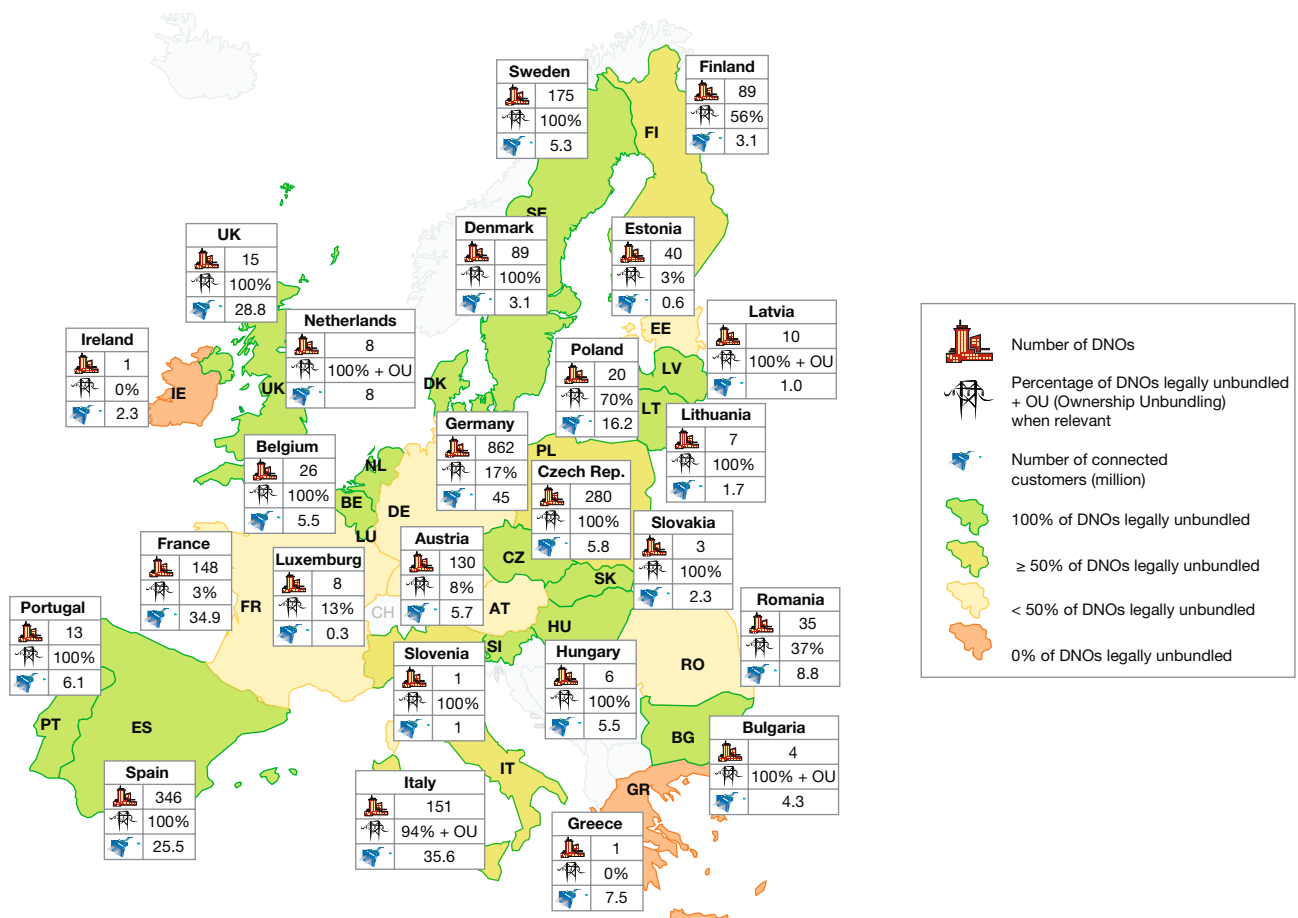 Sweden
175
100%
5.3
Finland
89
56%
3.1
FI
SE
UK
15
100%
28.8
Denmark
89
100%
3.1
Estonia
40
3%
0.6
EE
Latvia
10
100% + OU
1.0
LV
Ireland
1
0%
2.3
IE
UK
Netherlands
8
100% + OU
8
DK
Poland
20
70%
16.2
LT
Lithuania
7
100%
1.7
Belgium
26
100%
5.5
NL
BE
LU
Germany
862
17%
45
DE
PL
Czech Rep.
280
100%
5.8
CZ
Slovakia
3
100%
2.3
SK
France
148
3%
34.9
FR
Luxemburg
8
13%
0.3
CH
Austria
130
8%
5.7
AT
HU
SI
Romania
35
37%
8.8
RO
Portugal
13
100%
6.1
PT
ES
Slovenia
1
100%
1
Hungary
6
100%
5.5
BG
Bulgaria
4
100% + OU
4.3
Spain
346
100%
25.5
Italy
151
94% + OU
35.6
IT
GR
Greece
1
0%
7.5
Number of DNOs
Percentage of DNOs legally unbundled
+ OU (Ownership Unbundling)
when relevant
Number of connected
customers (million)
100% of DNOs legally unbundled
≥ 50% of DNOs legally unbundled
< 50% of DNOs legally unbundled
0% of DNOs legally unbundled